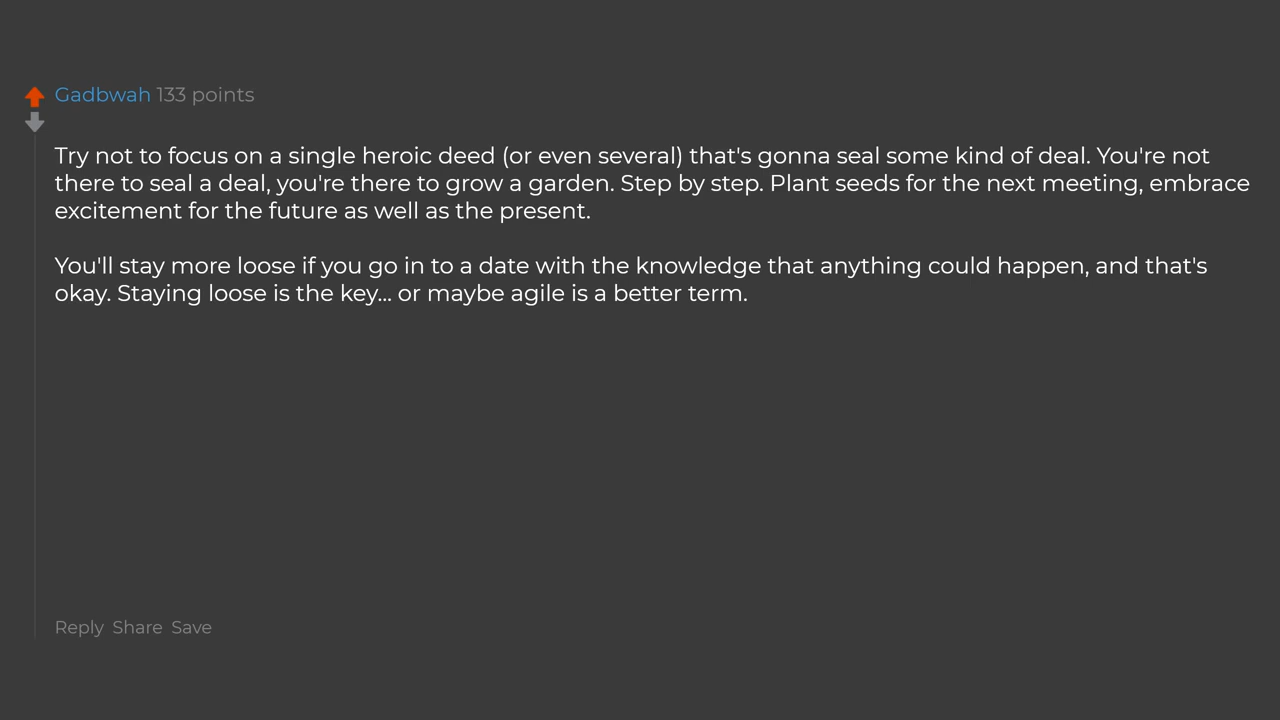 Gadbwah 133 points
Try not to focus on a single heroic deed (or even several) that's gonna seal some kind of deal. You're not
there to seal a deal, you're there to grow a garden. Step by step. Plant seeds for the next meeting, embrace
excitement for the future as well as the present.
You'll stay more loose if you go in to a date with the knowledge that anything could happen, and that's
okay. Staying loose is the key... or maybe agile is a better term.
Reply Share Save